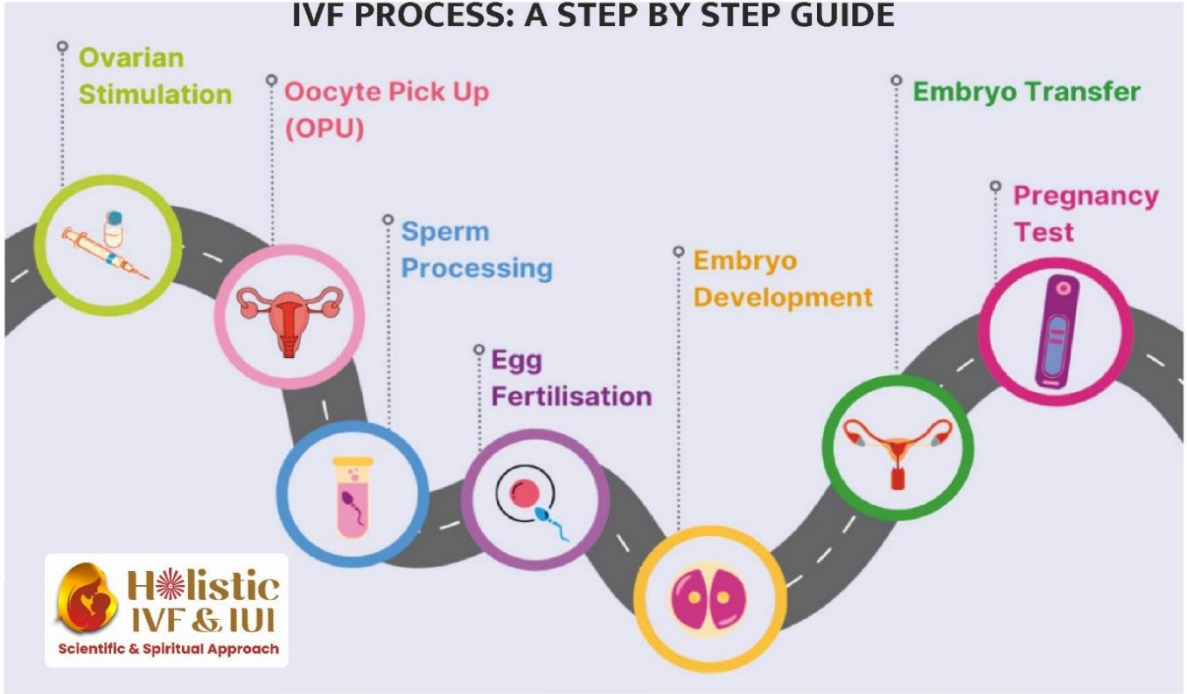 IVF PROCESS: A STEP BY STEP GUIDE
Ovarian
Stimulation
Oocyte Pick Up
(OPU)
Sperm
Processing
Egg
Fertilisation
Embryo
Development
Embryo Transfer
Pregnancy
Test
Holistic
IVF & IUI
Scientific & Spiritual Approach